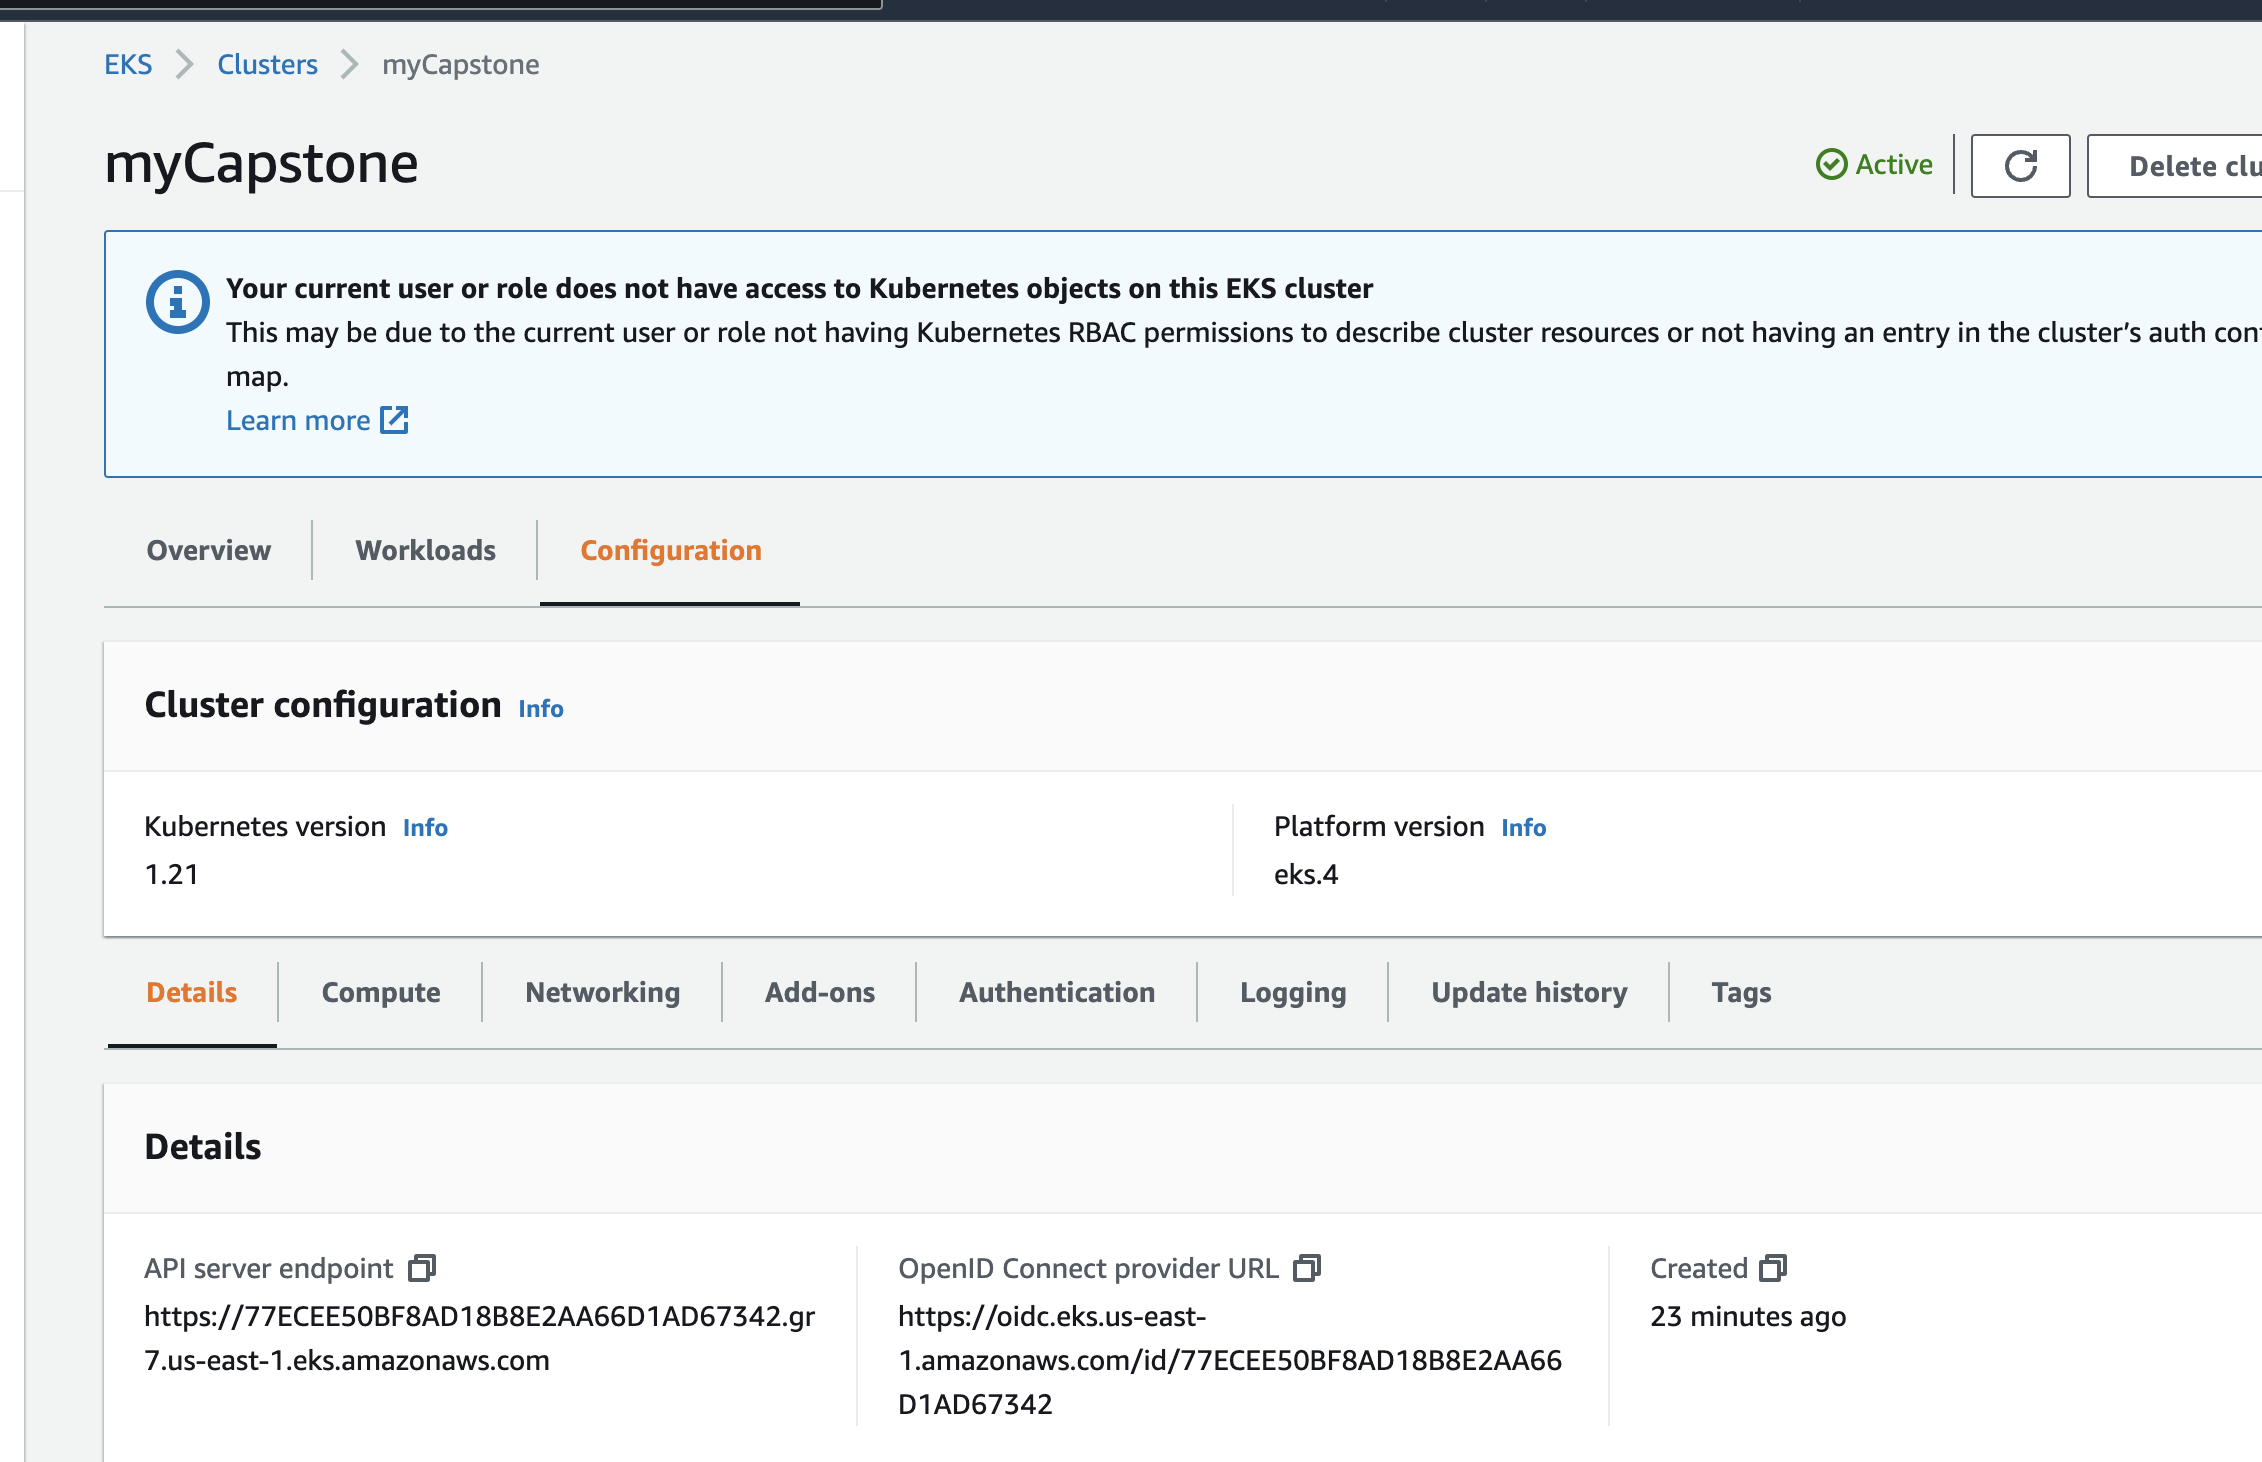 EKS > Clusters > myCapstone
myCapstone
Active
Delete
Your current user or role does not have access to Kubernetes objects on this EKS cluster
This may be due to the current user or role not having Kubernetes RBAC permissions to describe cluster resources or not having an entry in the cluster’s auth
map.
Learn more
Overview
Workloads
Configuration
Cluster configuration Info
Kubernetes version Info
1.21
Platform version Info
eks.4
Details
Compute
Networking
Add-ons
Authentication
Logging
Update history
Tags
Details
API server endpoint
https://77ECEE50BF8AD18B8E2AA66D1AD67342.gr
7.us-east-1.eks.amazonaws.com
OpenID Connect provider URL
https://oidc.eks.us-east-
1.amazonaws.com/id/77ECEE50BF8AD18B8E2AA66
D1AD67342
Created
23 minutes ago